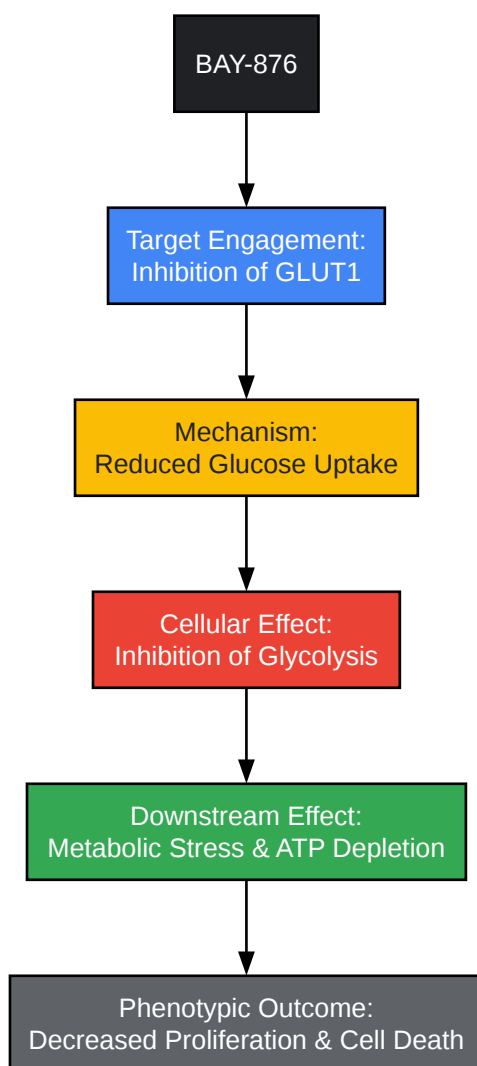 BAY-876
Target Engagement:
Inhibition of GLUT1
Mechanism:
Reduced Glucose Uptake
Cellular Effect:
Inhibition of Glycolysis
Downstream Effect:
Metabolic Stress & ATP Depletion
Phenotypic Outcome:
Decreased Proliferation & Cell Death